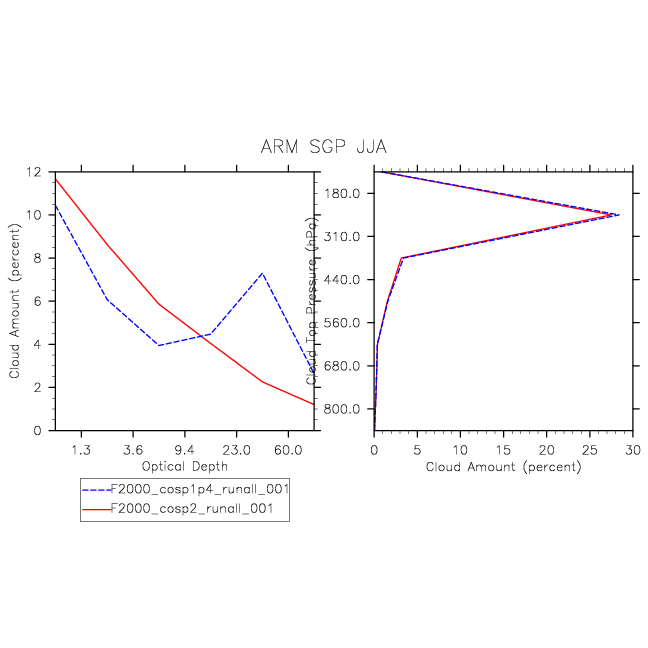 ARM SGP JJA
Cloud Amount (percent)
12
10
8
6
4
2
0
1.3 3.6 9.4 23.0 60.0
Optical Depth
Cloud Top Pressure (hPa)
180.0
310.0
440.0
560.0
680.0
800.0
0 5 10 15 20 25 30
Cloud Amount (percent)
F2000_cosp1p4_runall_001
F2000_cosp2_runall_001